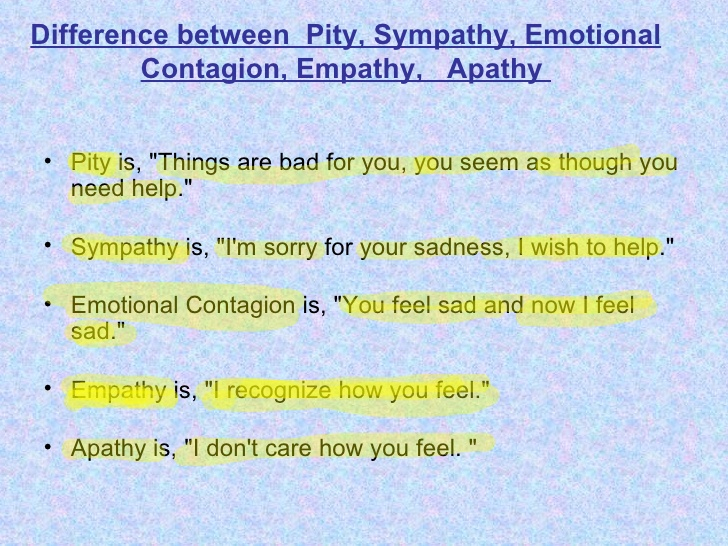 Difference between Pity, Sympathy, Emotional
Contagion, Empathy, Apathy
• Pity is, "Things are bad for you, you seem as though you
need help."
• Sympathy is, "I'm sorry for your sadness, I wish to help."
• Emotional Contagion is, "You feel sad and now I feel
sad."
• Empathy is, "I recognize how you feel."
• Apathy is, "I don't care how you feel. "